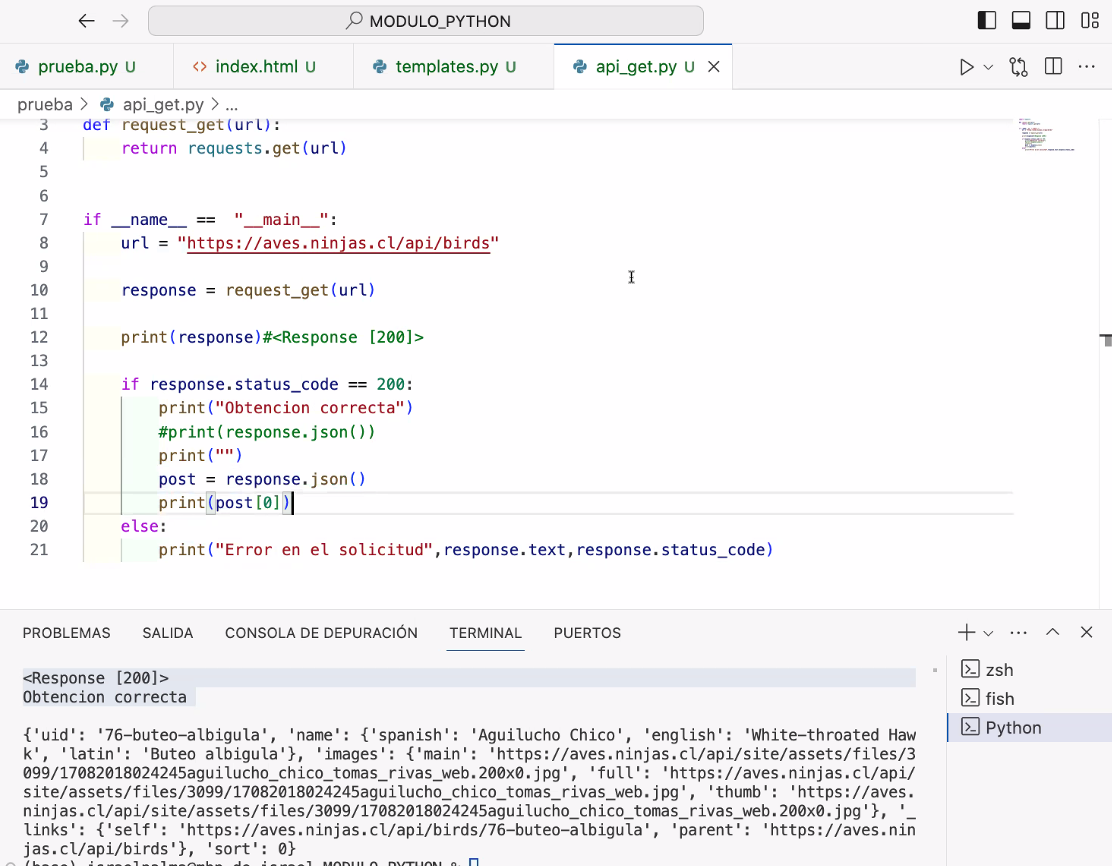 MODULO_PYTHON
prueba.py U
index.html U
templates.py U
api_get.py U
prueba > api_get.py > ...
3 def request_get(url):
4 return requests.get(url)
5
6
7 if __name__ == "__main__":
8 url = "https://aves.ninjas.cl/api/birds"
9
10 response = request_get(url)
11
12 print(response)#<Response [200]>
13
14 if response.status_code == 200:
15 print("Obtencion correcta")
16 #print(response.json())
17 print("")
18 post = response.json()
19 print(post[0])
20 else:
21 print("Error en el solicitud",response.text,response.status_code)
PROBLEMAS SALIDA CONSOLA DE DEPURACIÓN TERMINAL PUERTOS
<Response [200]>
Obtencion correcta
{'uid': '76-buteo-albigula', 'name': {'spanish': 'Aguilucho Chico', 'english': 'White-throated Haw
k', 'latin': 'Buteo albigula'}, 'images': {'main': 'https://aves.ninjas.cl/api/site/assets/files/3
099/17082018024245aguilucho_chico_tomas_rivas_web.200x0.jpg', 'full': 'https://aves.ninjas.cl/api/
site/assets/files/3099/17082018024245aguilucho_chico_tomas_rivas_web.jpg', 'thumb': 'https://aves.
ninjas.cl/api/site/assets/files/3099/17082018024245aguilucho_chico_tomas_rivas_web.200x0.jpg'}, '_
links': {'self': 'https://aves.ninjas.cl/api/birds/76-buteo-albigula', 'parent': 'https://aves.nin
jas.cl/api/birds'}, 'sort': 0}
(base) israelpalma@mbp-de-israel MODULO_PYTHON %
zsh
fish
Python